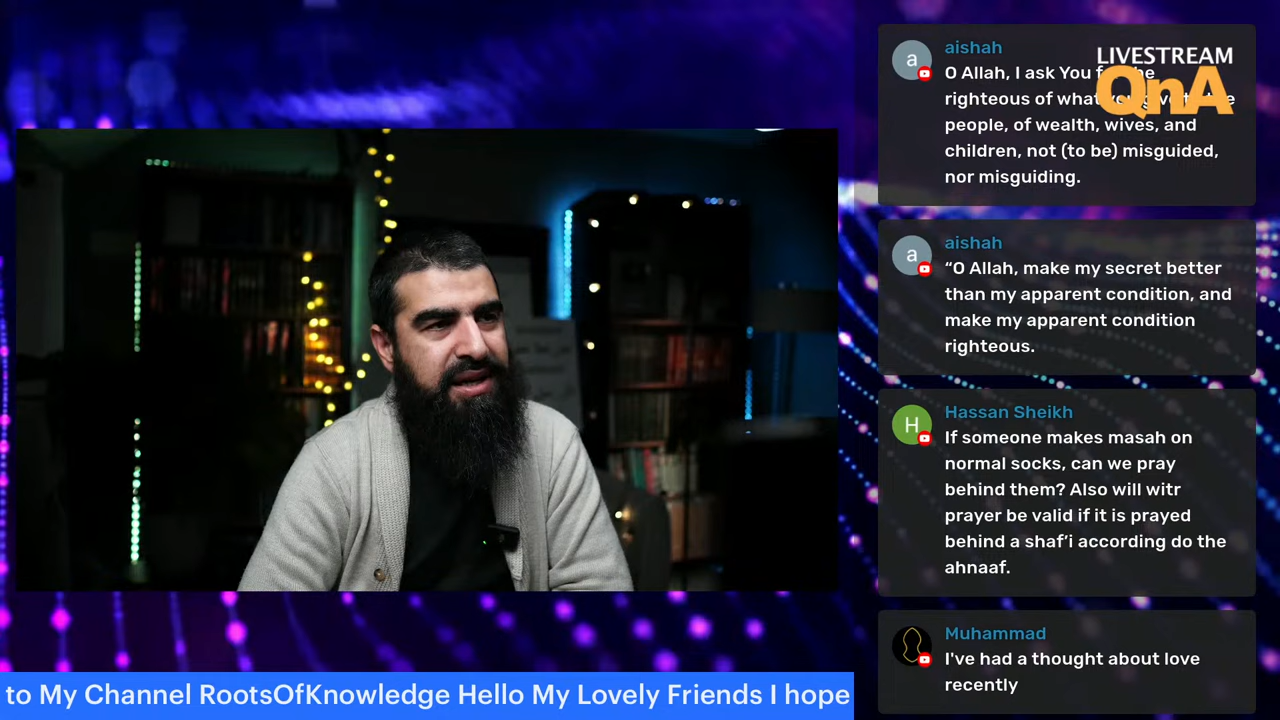 aishah
O Allah, I ask You
righteous of what
people, of wealth, wives, and
children, not (to be) misguided,
nor misguiding.
LIVESTREAM
QnA
a
aishah
“O Allah, make my secret better
than my apparent condition, and
make my apparent condition
righteous.
a
Hassan Sheikh
If someone makes masah on
normal socks, can we pray
behind them? Also will witr
prayer be valid if it is prayed
behind a shaf’i according do the
ahnaaf.
H
Muhammad
I've had a thought about love
recently
to My Channel RootsOfKnowledge Hello My Lovely Friends I hope